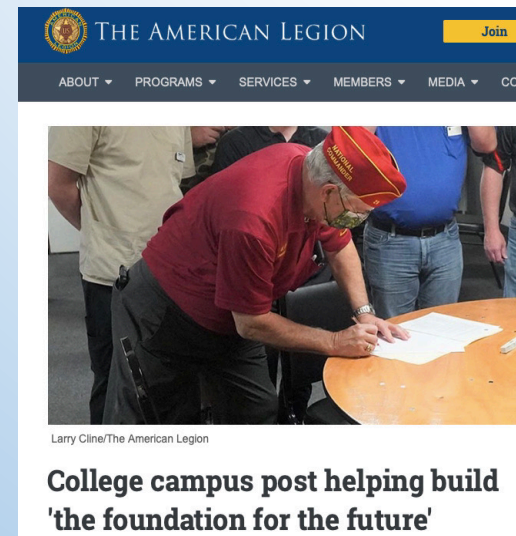 THE AMERICAN LEGION
Join
ABOUT
PROGRAMS
SERVICES
MEMBERS
MEDIA
CO
NATIONAL
COMMANDER
Larry Cline/The American Legion
College campus post helping build
'the foundation for the future'